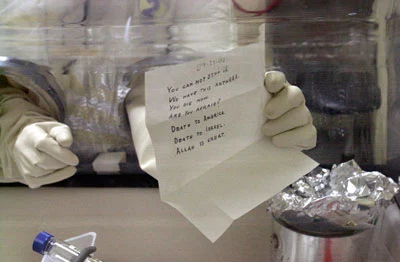 09-11-01
YOU CAN NOT STOP US.
WE HAVE THIS ANTHRAX.
YOU DIE NOW.
ARE YOU AFRAID?
DEATH TO AMERICA.
DEATH TO ISRAEL.
ALLAH IS GREAT.